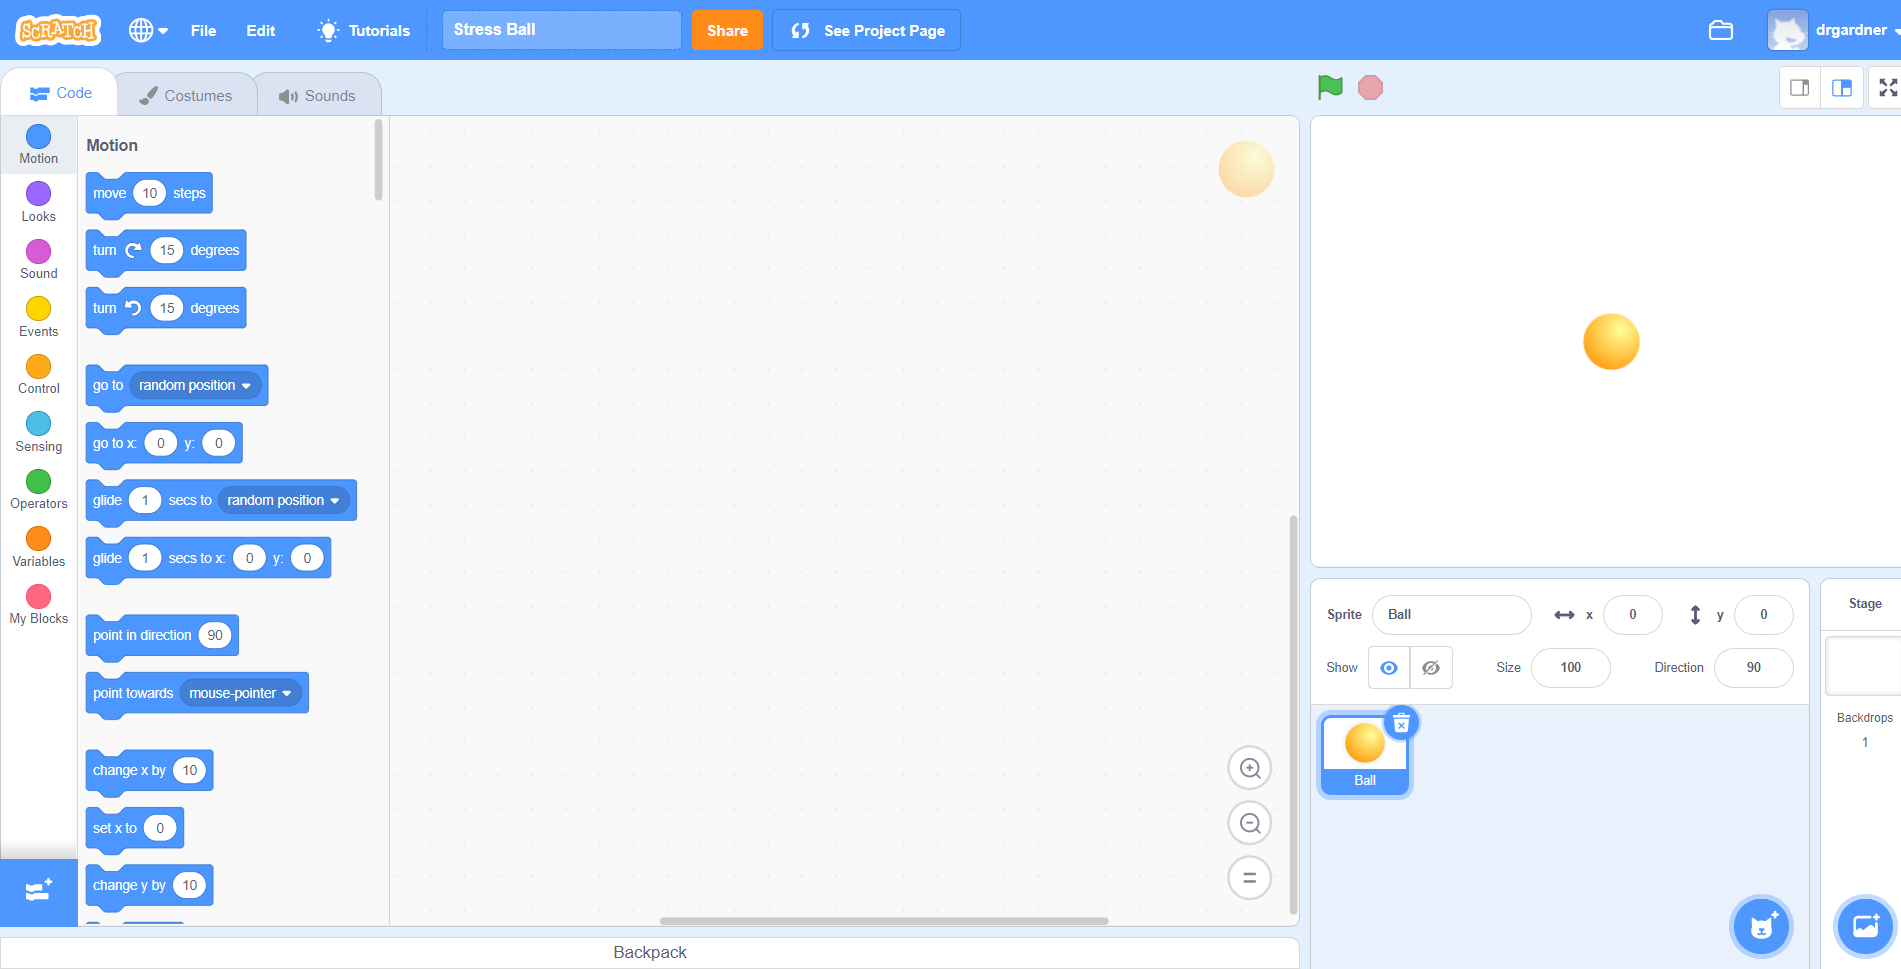 SCRATCH File Edit Tutorials Stress Ball Share See Project Page drgardner
Code Costumes Sounds
Motion
Looks
Sound
Events
Control
Sensing
Operators
Variables
My Blocks
Motion
move 10 steps
turn 15 degrees
turn 15 degrees
go to random position
go to x: 0 y: 0
glide 1 secs to random position
glide 1 secs to x: 0 y: 0
point in direction 90
point towards mouse-pointer
change x by 10
set x to 0
change y by 10
Backpack
Sprite Ball x 0 y 0
Show Size 100 Direction 90
Ball
Stage
Backdrops
1